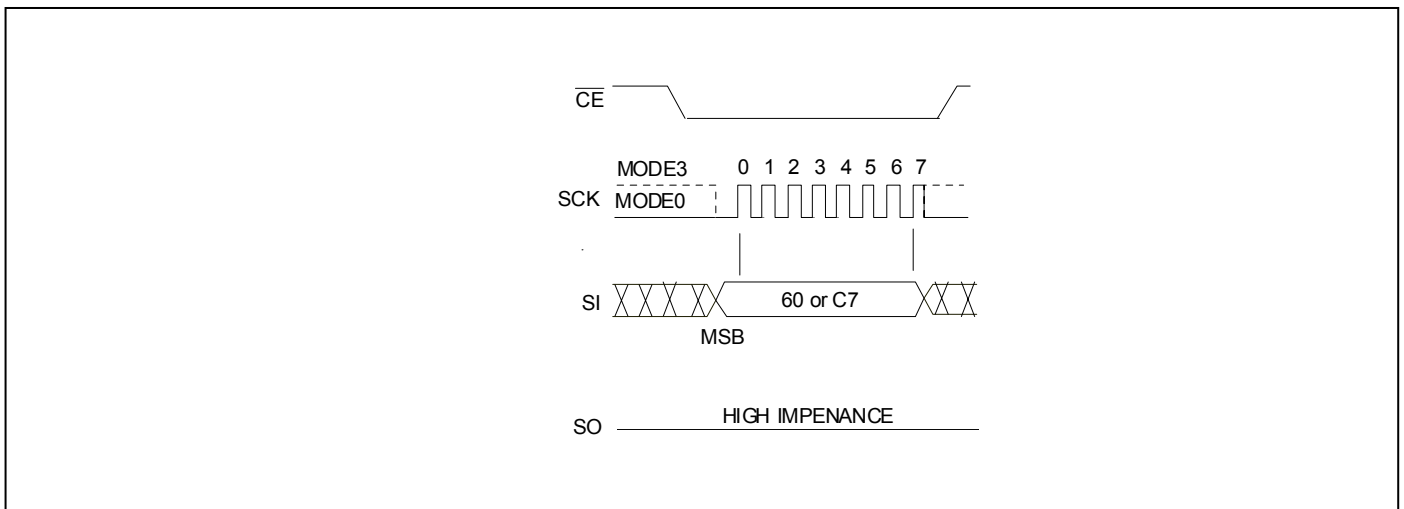 CE
MODE3 0 1 2 3 4 5 6 7
SCK MODE0
SI 60 or C7
MSB
SO HIGH IMPENANCE